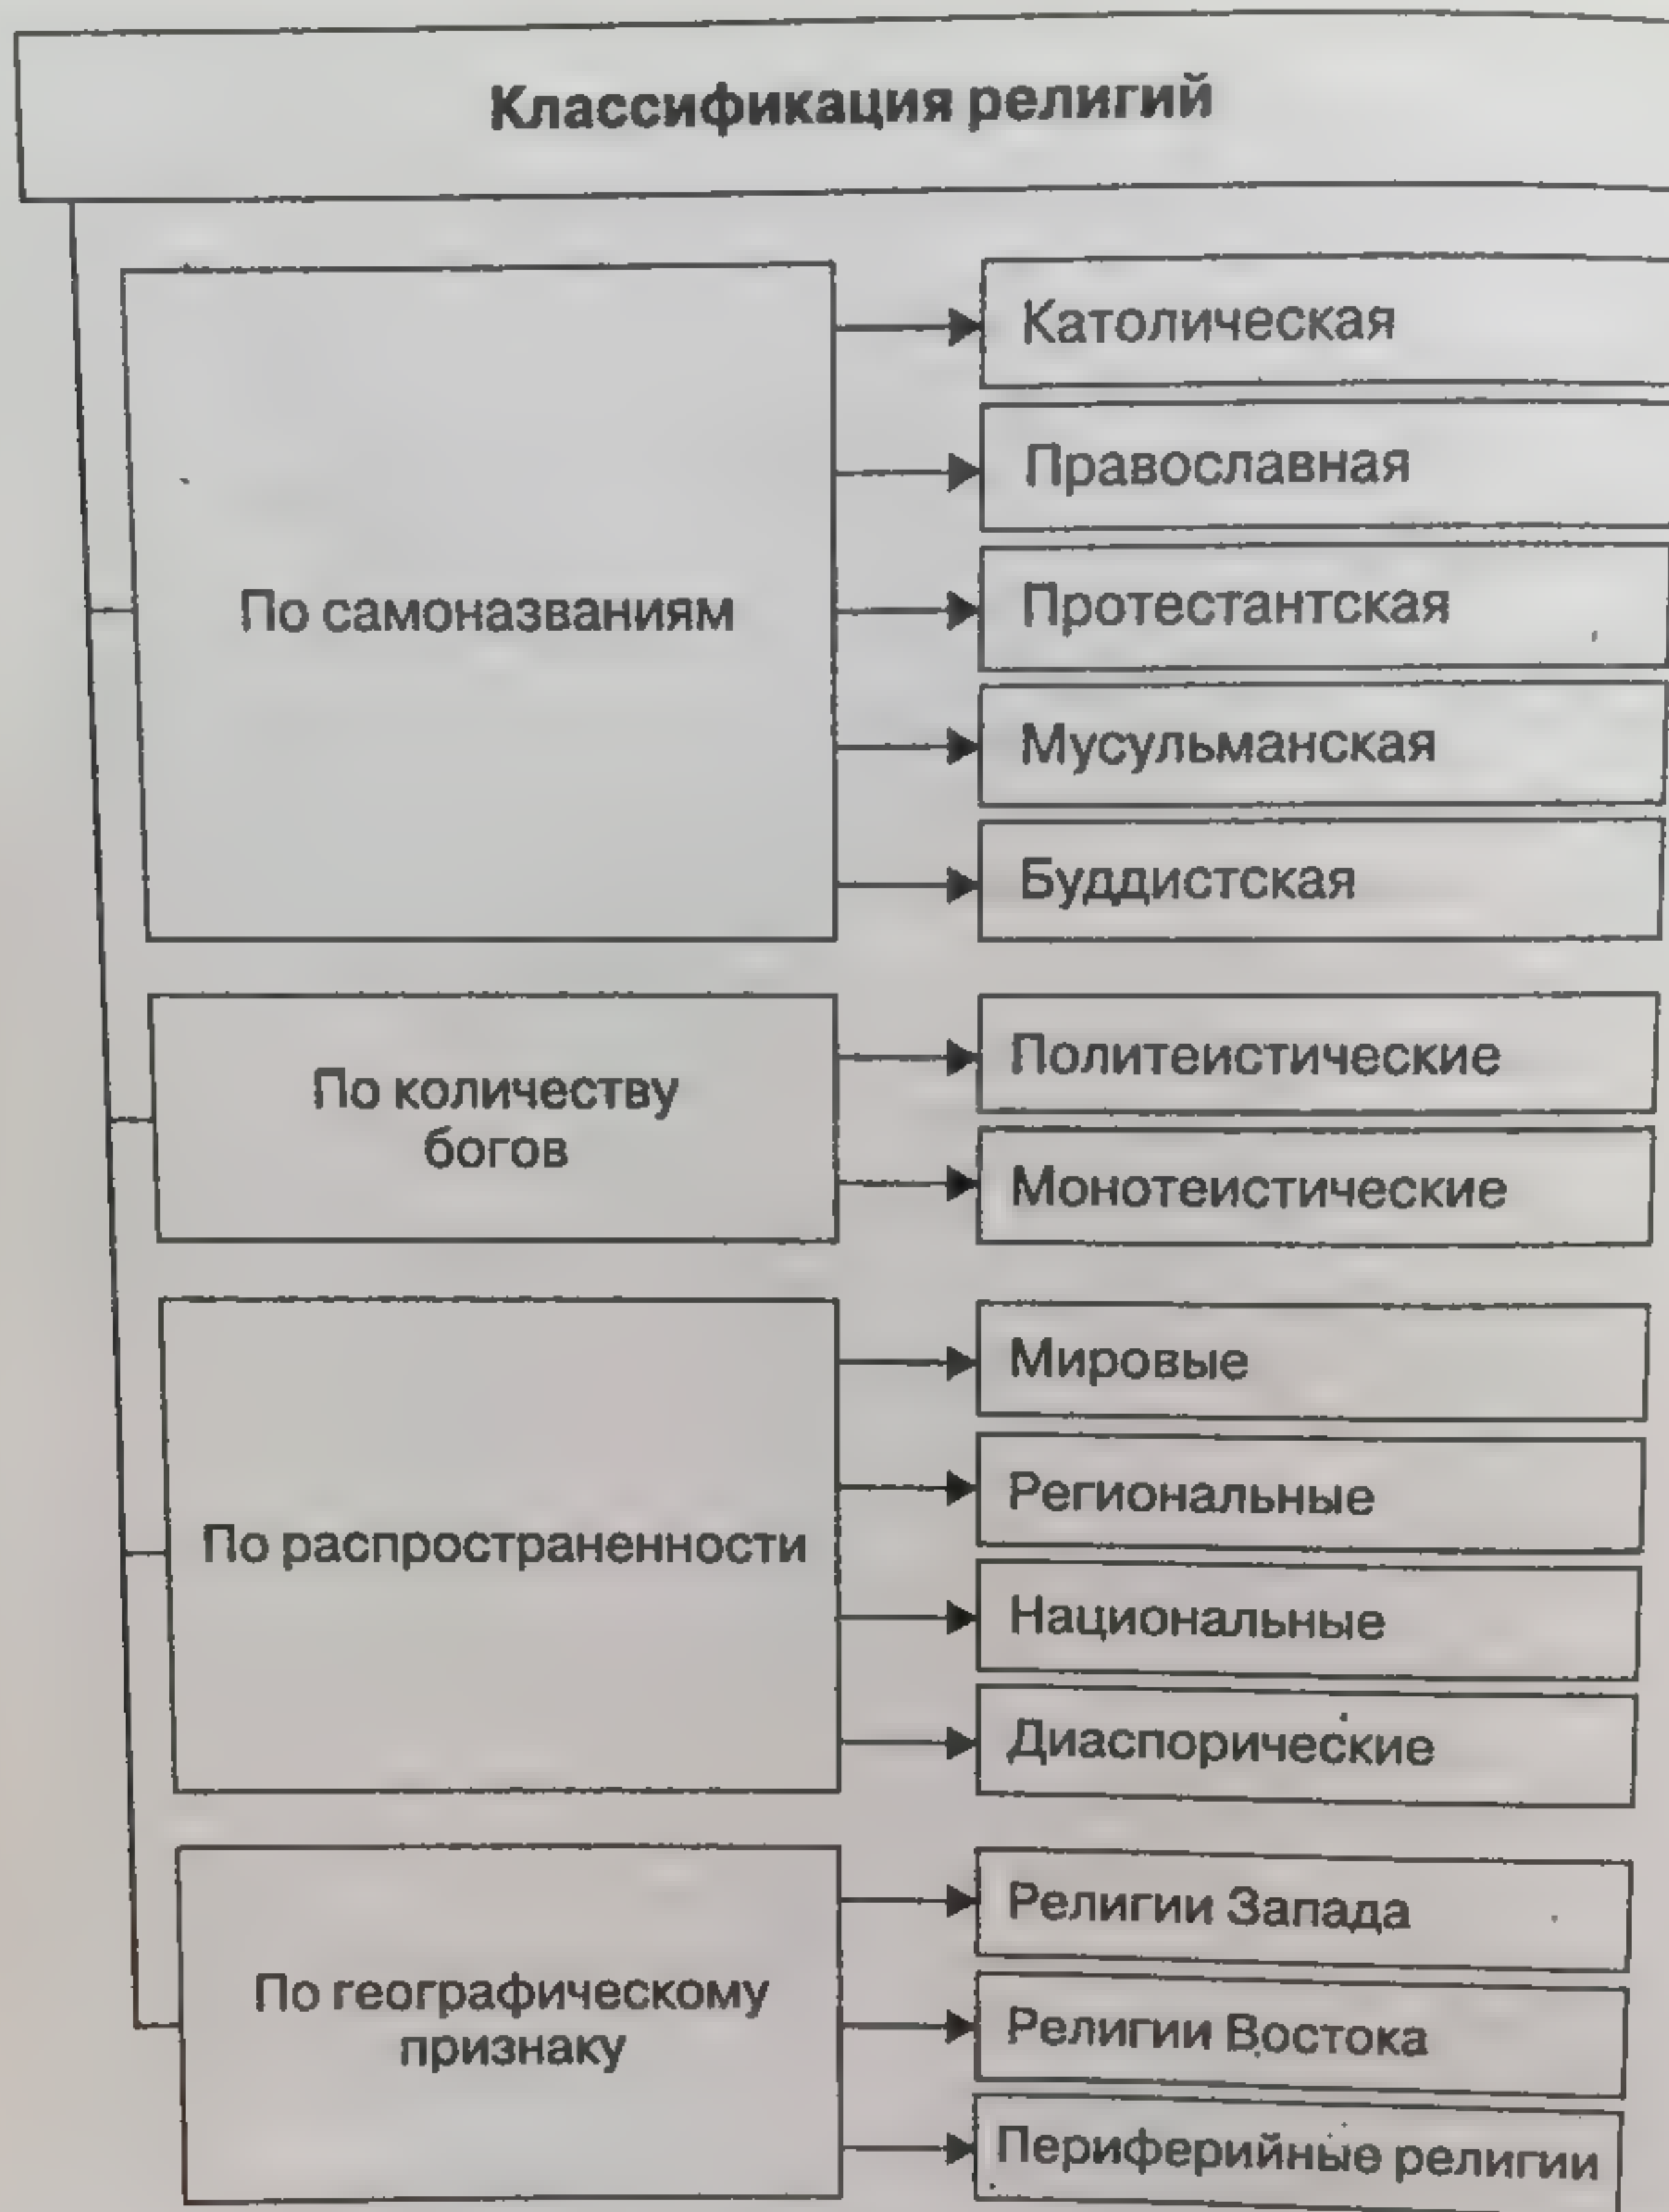 Классификация религий
По самоназваниям
Католическая
Православная
Протестантская
Мусульманская
Буддистская
По количеству
богов
Политеистические
Монотеистические
По распространенности
Мировые
Региональные
Национальные
Диаспорические
По географическому
признаку
Религии Запада
Религии Востока
Периферийные религии